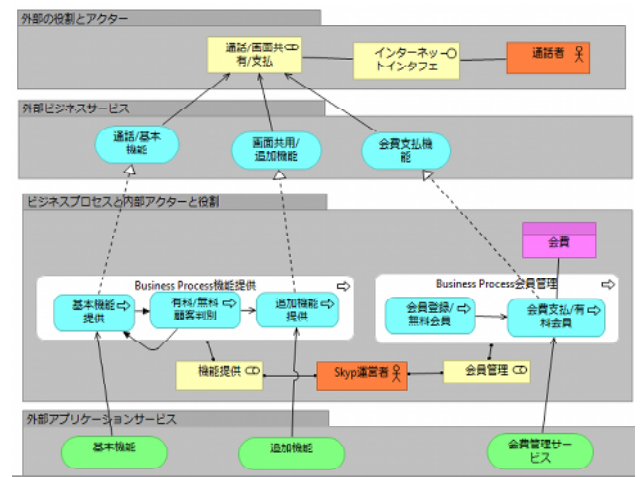 外部の役割とアクター
通話/画面共
有/支払
インターネッ
トインタフェ
通話者
外部ビジネスサービス
通話/基本
機能
画面共用/
追加機能
会費支払機
能
ビジネスプロセスと内部アクターと役割
会費
Business Process機能提供
基本機能
提供
有料/無料
顧客判別
追加機能
提供
Business Process会員管理
会員登録/
無料会員
会費支払/有
料会員
機能提供
Skyp運営者
会員管理
外部アプリケーションサービス
基本機能
追加機能
会費管理サー
ビス